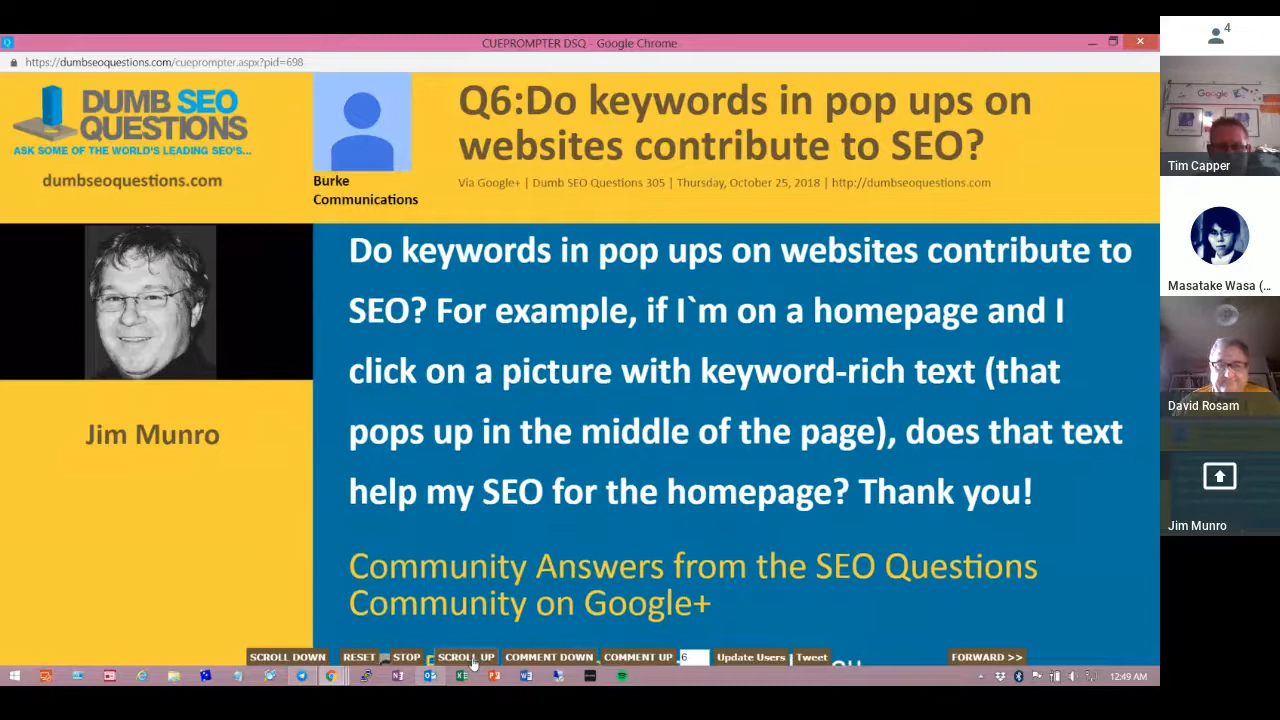 CUEPROMPTER DSQ - Google Chrome
https://dumbseoquestions.com/cueprompter.aspx?pid=698
DUMB SEO
QUESTIONS
ASK SOME OF THE WORLD'S LEADING SEO'S...
dumbseoquestions.com
Burke
Communications
Q6:Do keywords in pop ups on
websites contribute to SEO?
Via Google+ | Dumb SEO Questions 305 | Thursday, October 25, 2018 | http://dumbseoquestions.com
Jim Munro
Do keywords in pop ups on websites contribute to
SEO? For example, if I`m on a homepage and I
click on a picture with keyword-rich text (that
pops up in the middle of the page), does that text
help my SEO for the homepage? Thank you!
Community Answers from the SEO Questions
Community on Google+
SCROLL DOWN RESET STOP SCROLL UP COMMENT DOWN COMMENT UP 6 Update Users Tweet FORWARD >>
12:49 AM
4
Google
Tim Capper
Masatake Wasa (...
David Rosam
Jim Munro